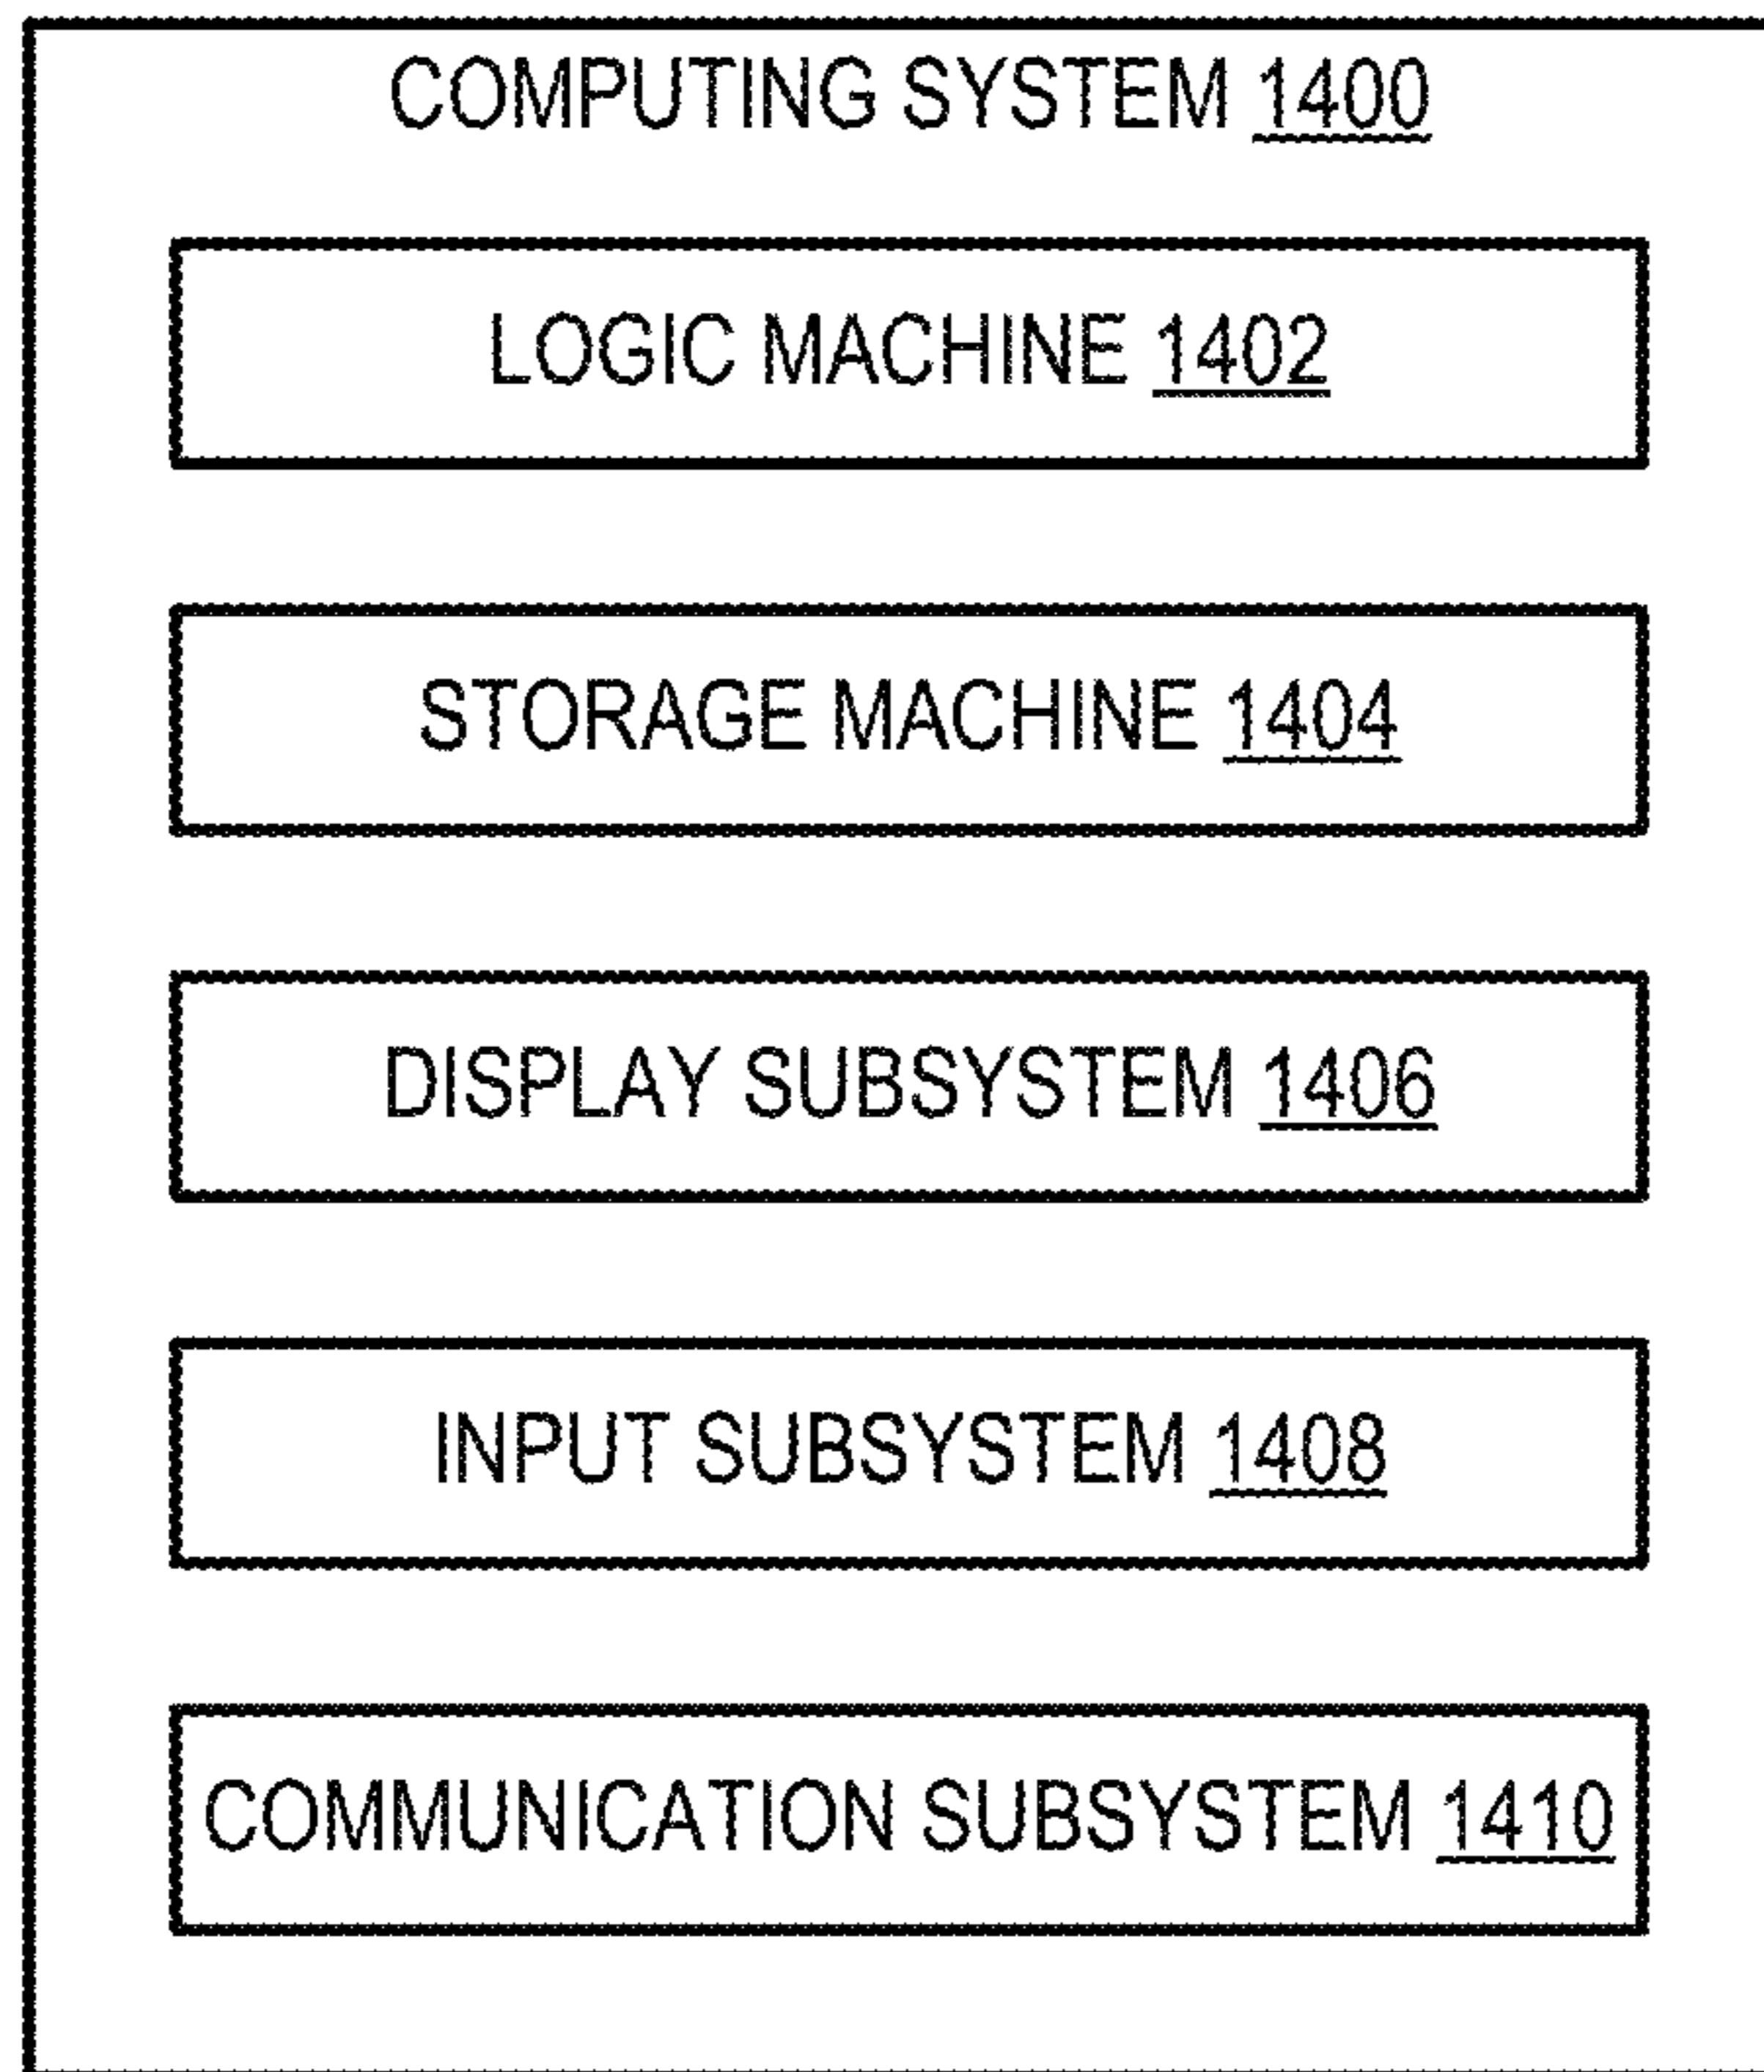 COMPUTING SYSTEM 1400
LOGIC MACHINE 1402
STORAGE MACHINE 1404
DISPLAY SUBSYSTEM 1406
INPUT SUBSYSTEM 1408
COMMUNICATION SUBSYSTEM 1410